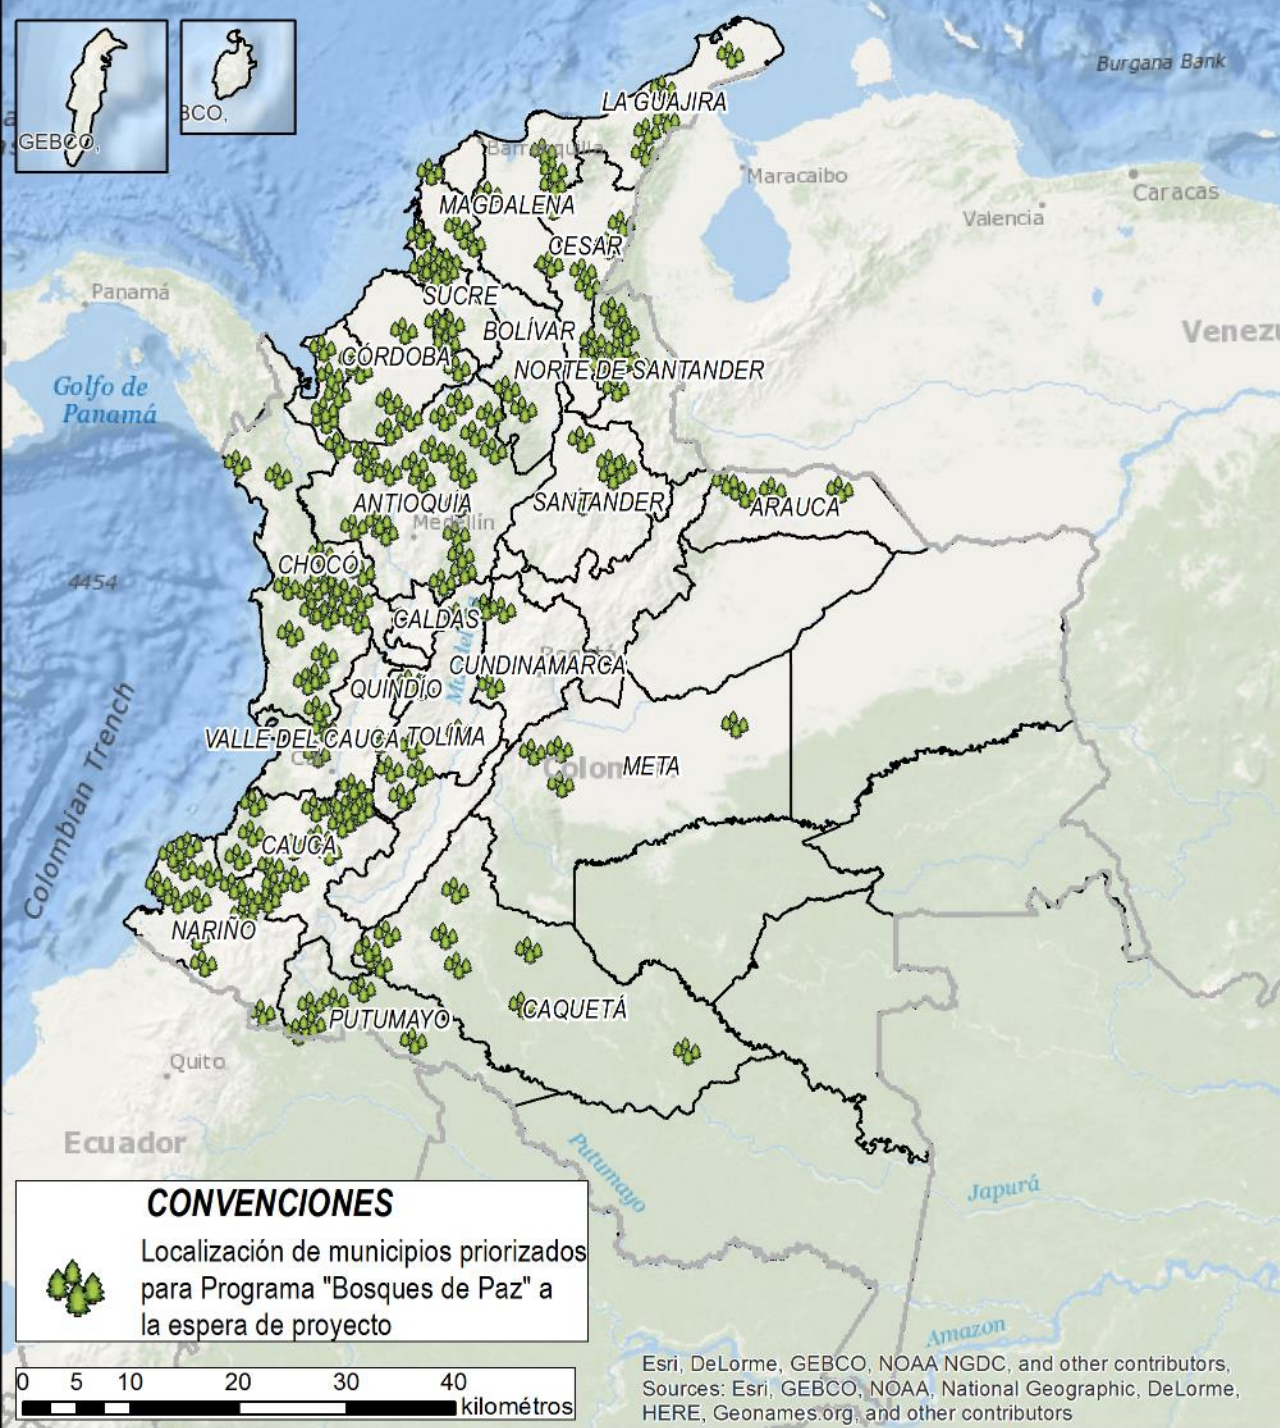 GEBCO,
BCO,
Burgana Bank
LA GUAJIRA
Maracaibo
Caracas
Valencia
MAGDALENA
CESAR
Panamá
SUCRE
BOLÍVAR
CÓRDOBA
NORTE DE SANTANDER
Golfo de
Panamá
ANTIOQUIA
Medellín
SANTANDER
ARAUCA
CHOCÓ
4454
CALDAS
CUNDINAMARCA
QUINDÍO
VALLE DEL CAUCA
TOLIMA
META
Colombian Trench
CAUCA
NARIÑO
CAQUETÁ
PUTUMAYO
Quito
Ecuador
Putumayo
Japurá
Amazon
CONVENCIONES
Localización de municipios priorizados
para Programa "Bosques de Paz" a
la espera de proyecto
0 5 10 20 30 40
kilométros
Esri, DeLorme, GEBCO, NOAA NGDC, and other contributors,
Sources: Esri, GEBCO, NOAA, National Geographic, DeLorme,
HERE, Geonames.org, and other contributors